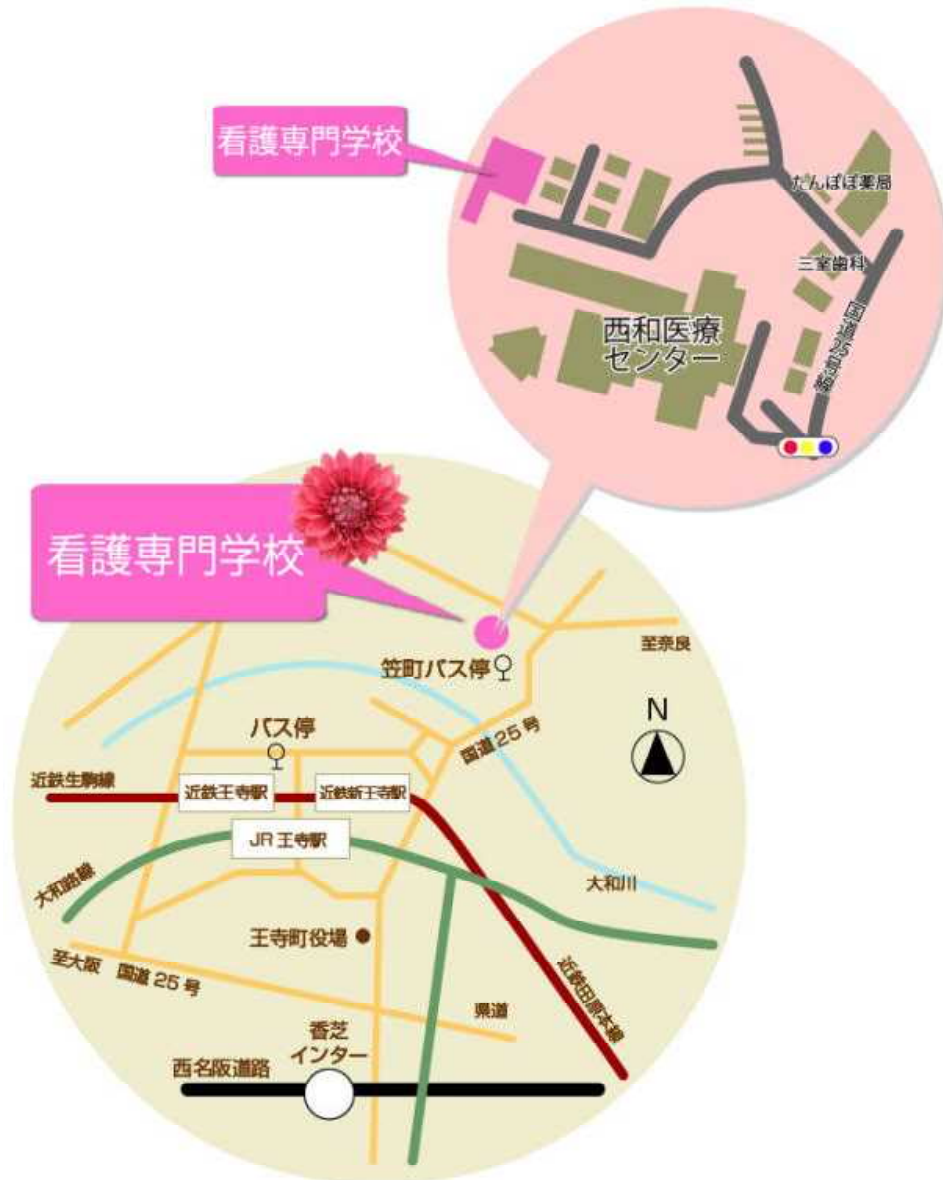 看護専門学校
たんぽぽ薬局
三室歯科
国道25号線
西和医療
センター
看護専門学校
至奈良
笠町バス停
N
バス停
国道25号
近鉄生駒線
近鉄王寺駅
近鉄新王寺駅
JR王寺駅
大和路線
大和川
王寺町役場
至大阪 国道25号
近鉄田原本線
県道
香芝
インター
西名阪道路